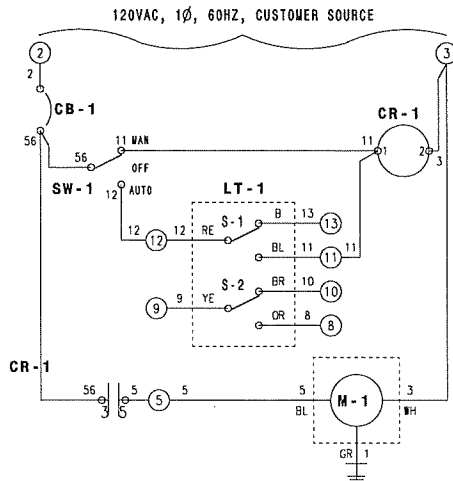 120VAC, 1Ø, 60HZ, CUSTOMER SOURCE
2 3
2
CB-1 CR-1
56 11 MAN 11 1 2 3
56 OFF
SW-1 AUTO
12 LT-1
12 12 12 RE S-1 B 13 13
BL 11 11 11
9 9 YE S-2 BR 10 10
OR 8 8
CR-1
56 3 5 5 5 5 5 BL M-1 3 WH
GR 1